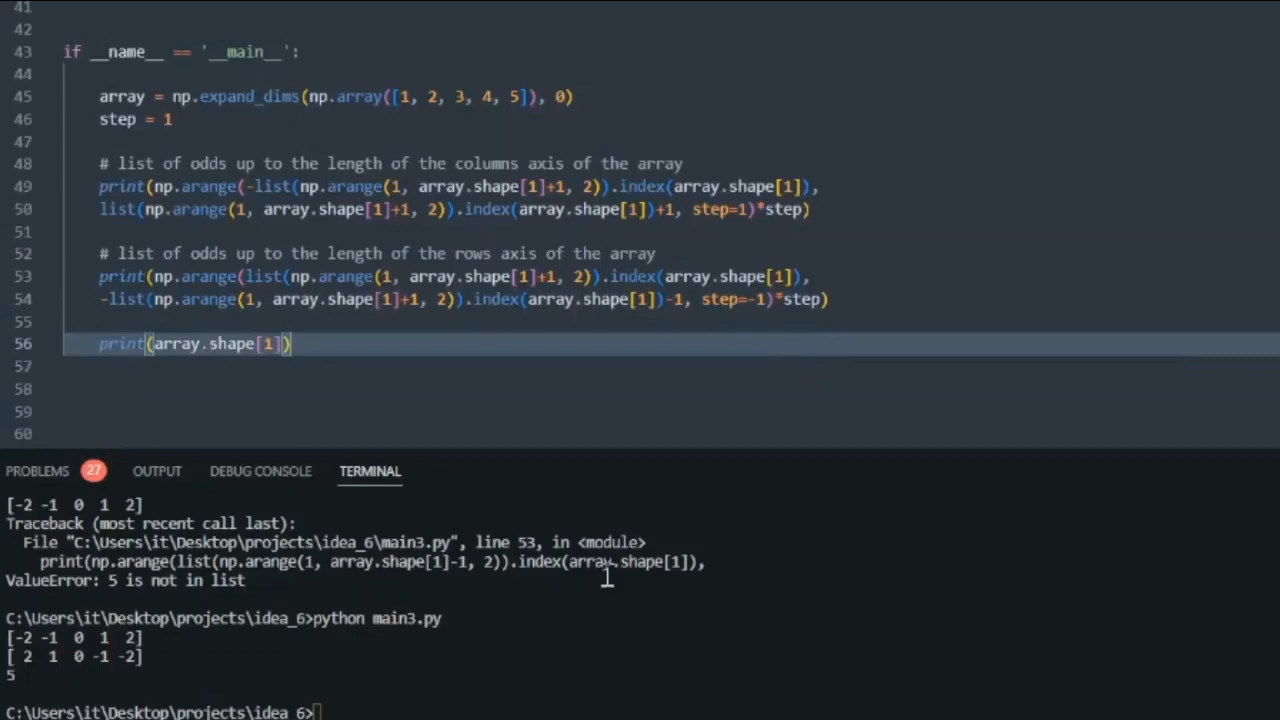 41
42
43 if __name__ == '__main__':
44
45 array = np.expand_dims(np.array([1, 2, 3, 4, 5]), 0)
46 step = 1
47
48 # list of odds up to the length of the columns axis of the array
49 print(np.arange(-list(np.arange(1, array.shape[1]+1, 2)).index(array.shape[1]),
50 list(np.arange(1, array.shape[1]+1, 2)).index(array.shape[1])+1, step=1)*step)
51
52 # list of odds up to the length of the rows axis of the array
53 print(np.arange(list(np.arange(1, array.shape[1]+1, 2)).index(array.shape[1]),
54 -list(np.arange(1, array.shape[1]+1, 2)).index(array.shape[1])-1, step=-1)*step)
55
56 print(array.shape[1])
57
58
59
60
PROBLEMS 27 OUTPUT DEBUG CONSOLE TERMINAL
[-2 -1 0 1 2]
Traceback (most recent call last):
File "C:\Users\it\Desktop\projects\idea_6\main3.py", line 53, in <module>
print(np.arange(list(np.arange(1, array.shape[1]-1, 2)).index(array.shape[1]),
ValueError: 5 is not in list
C:\Users\it\Desktop\projects\idea_6>python main3.py
[-2 -1 0 1 2]
[ 2 1 0 -1 -2]
5
C:\Users\it\Desktop\projects\idea_6>